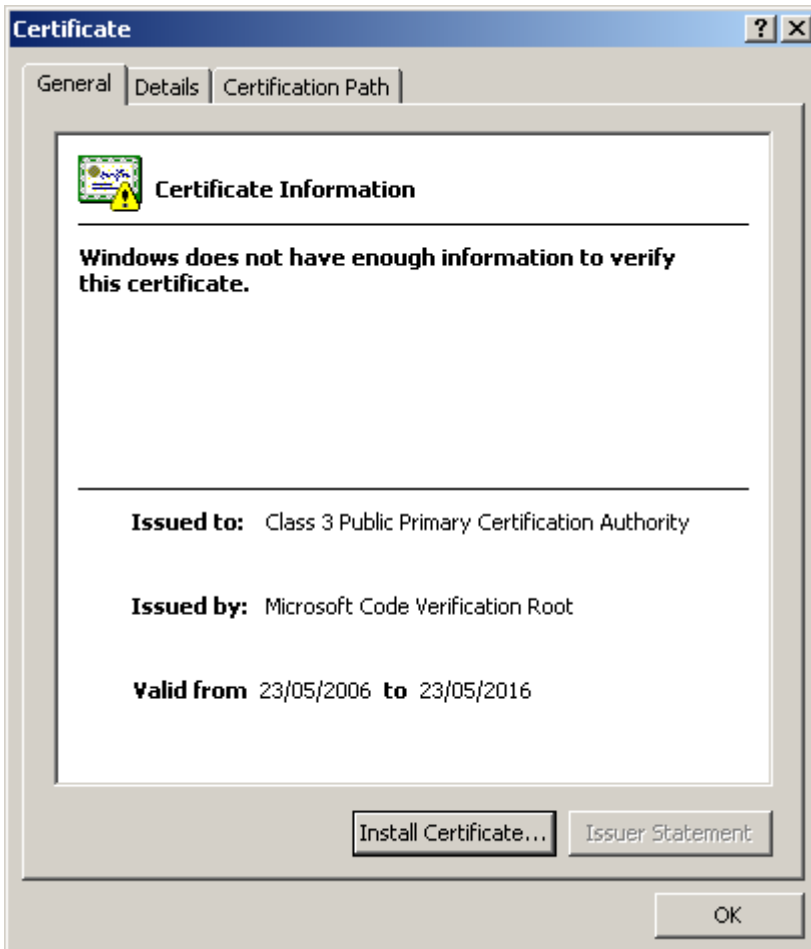 Certificate
General Details Certification Path
Certificate Information
Windows does not have enough information to verify
this certificate.
Issued to: Class 3 Public Primary Certification Authority
Issued by: Microsoft Code Verification Root
Valid from 23/05/2006 to 23/05/2016
Install Certificate... Issuer Statement
OK